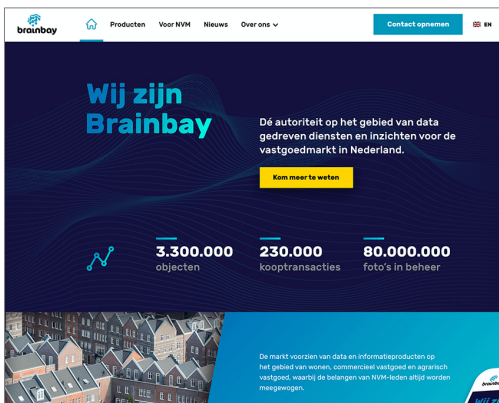 brainbay
Producten Voor NVM Nieuws Over ons Contact opnemen EN
Wij zijn
Brainbay
Dé autoriteit op het gebied van data
gedreven diensten en inzichten voor de
vastgoedmarkt in Nederland.
Kom meer te weten
3.300.000 230.000 80.000.000
objecten kooptransacties foto's in beheer
De markt voorzien van data en informatieproducten op
het gebied van wonen, commercieel vastgoed en agrarisch
vastgoed, waarbij de belangen van NVM-leden altijd worden
meegewogen.